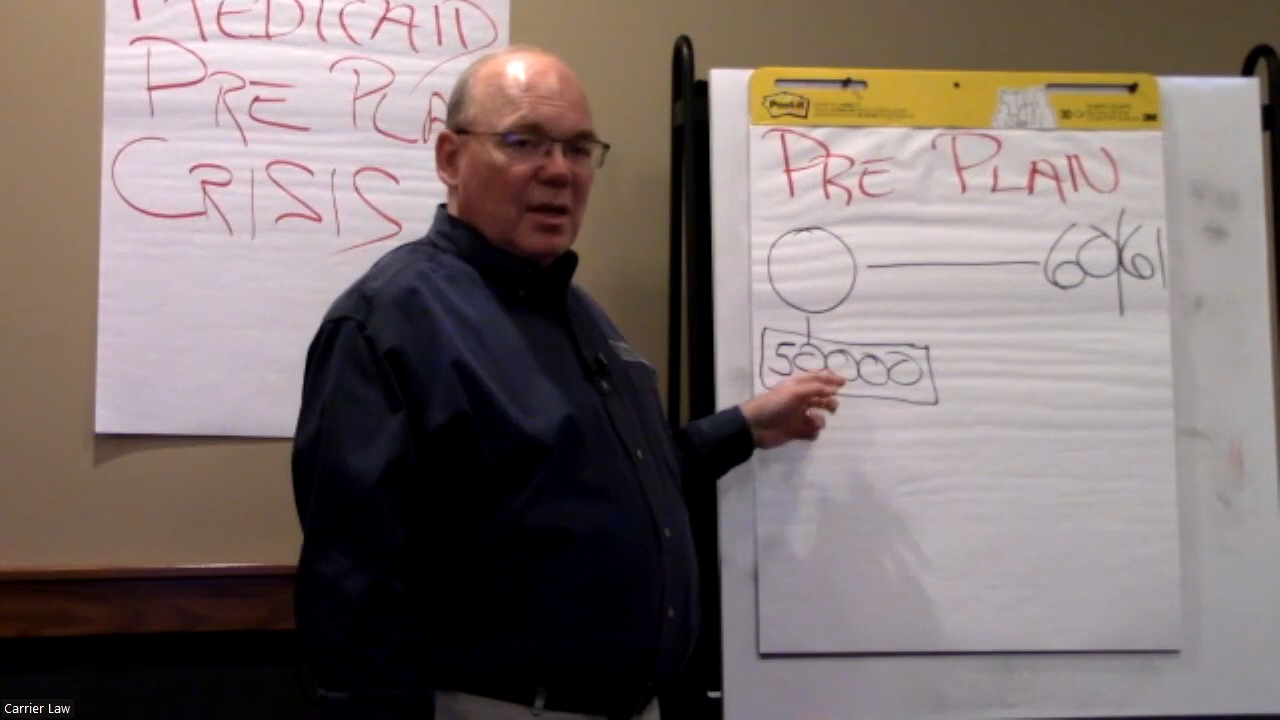 MEDICAID
PRE PLA
CRISIS
Post-it
PRE PLAN
60|61
50000
Carrier Law